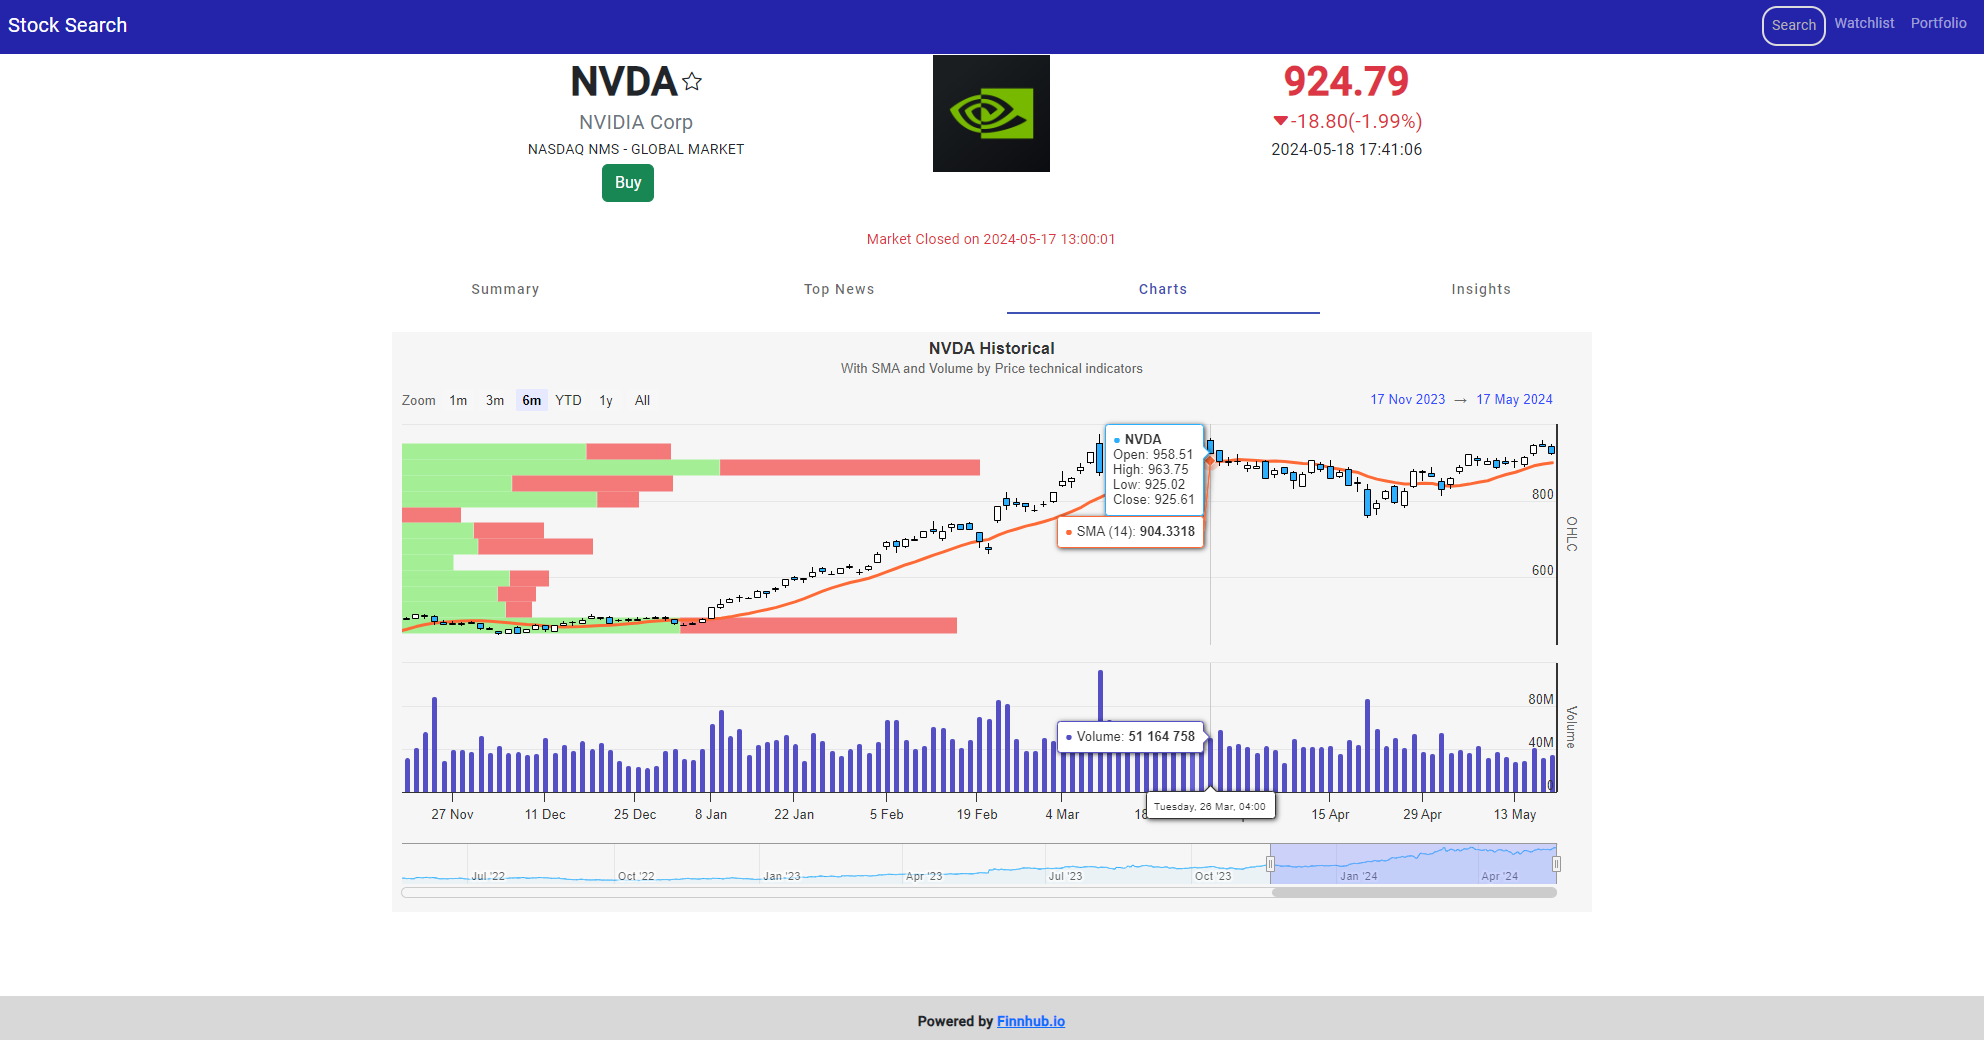 Stock Search
Search Watchlist Portfolio
NVDA
NVIDIA Corp
NASDAQ NMS - GLOBAL MARKET
Buy
924.79
-18.80(-1.99%)
2024-05-18 17:41:06
Market Closed on 2024-05-17 13:00:01
Summary Top News Charts Insights
NVDA Historical
With SMA and Volume by Price technical indicators
Zoom 1m 3m 6m YTD 1y All
17 Nov 2023 → 17 May 2024
NVDA
Open: 958.51
High: 963.75
Low: 925.02
Close: 925.61
SMA (14): 904.3318
800
600
OHLC
80M
40M
0
Volume
Volume: 51 164 758
Tuesday, 26 Mar, 04:00
27 Nov 11 Dec 25 Dec 8 Jan 22 Jan 5 Feb 19 Feb 4 Mar 18 15 Apr 29 Apr 13 May
Jul '22 Oct '22 Jan '23 Apr '23 Jul '23 Oct '23 Jan '24 Apr '24
Powered by Finnhub.io